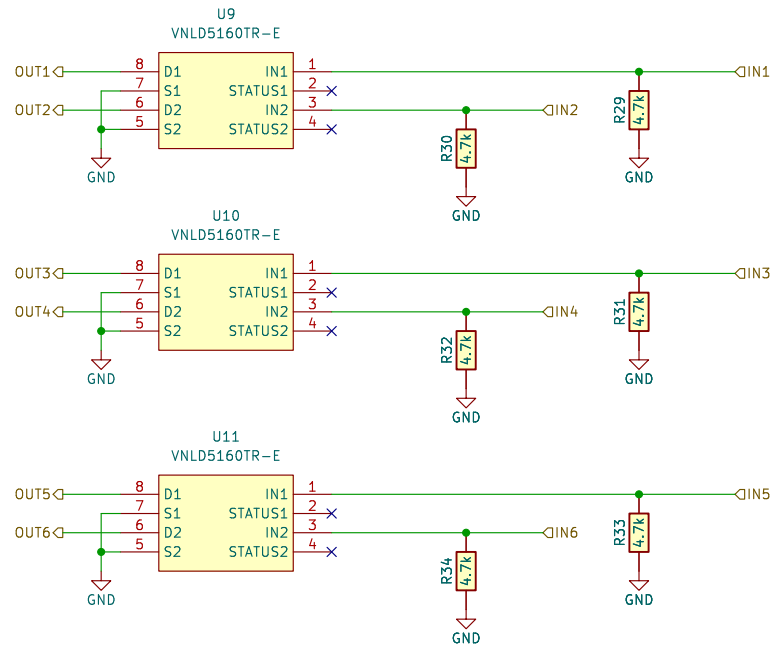 U9
VNLD5160TR-E
OUT1 8 D1 IN1 1 IN1
7 S1 STATUS1 2
OUT2 6 D2 IN2 3 IN2
5 S2 STATUS2 4
R29 4.7k
R30 4.7k
GND GND
GND
U10
VNLD5160TR-E
OUT3 8 D1 IN1 1 IN3
7 S1 STATUS1 2
OUT4 6 D2 IN2 3 IN4
5 S2 STATUS2 4
R31 4.7k
R32 4.7k
GND GND
GND
U11
VNLD5160TR-E
OUT5 8 D1 IN1 1 IN5
7 S1 STATUS1 2
OUT6 6 D2 IN2 3 IN6
5 S2 STATUS2 4
R33 4.7k
R34 4.7k
GND GND
GND